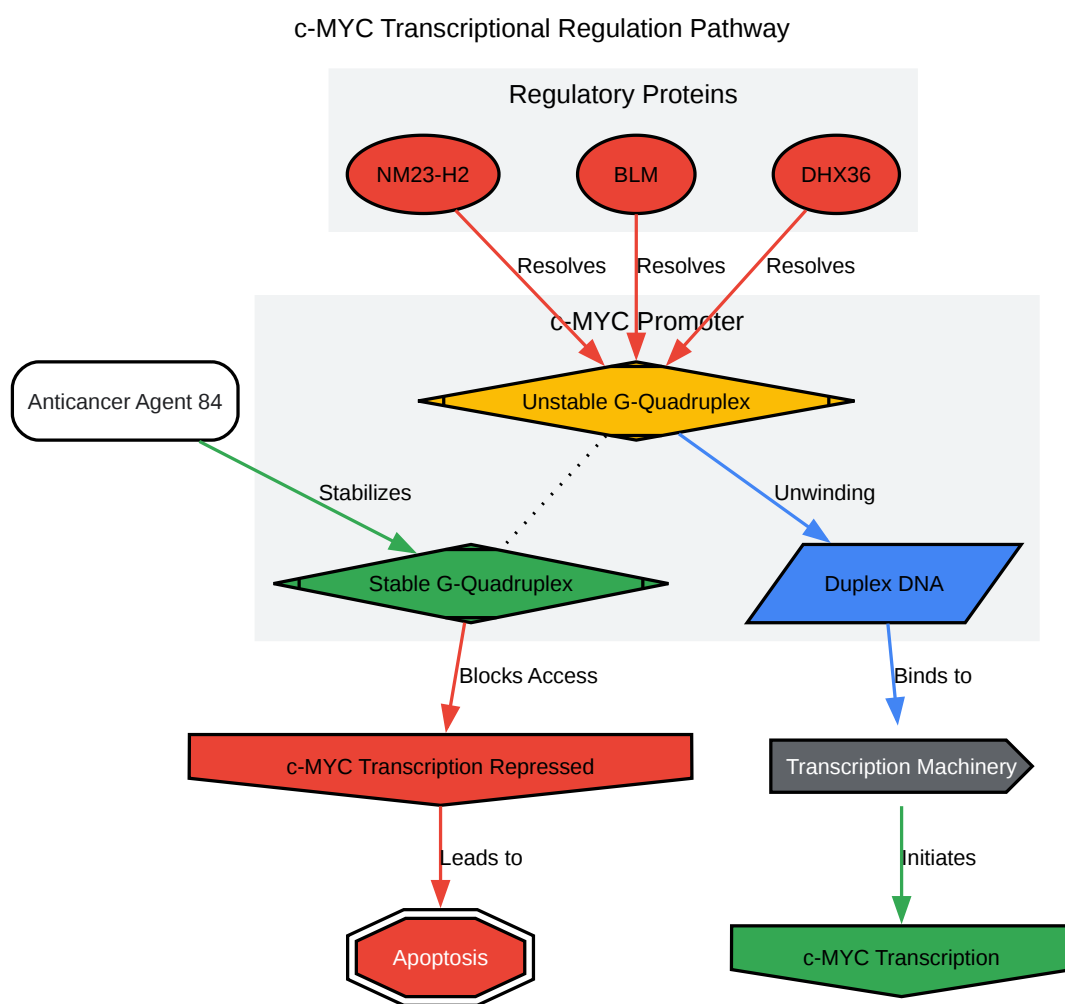 c-MYC Transcriptional Regulation Pathway
Regulatory Proteins
NM23-H2
BLM
DHX36
Resolves
Resolves
Resolves
c-MYC Promoter
Anticancer Agent 84
Unstable G-Quadruplex
Stabilizes
Unwinding
Stable G-Quadruplex
Duplex DNA
Blocks Access
Binds to
c-MYC Transcription Repressed
Transcription Machinery
Leads to
Initiates
Apoptosis
c-MYC Transcription